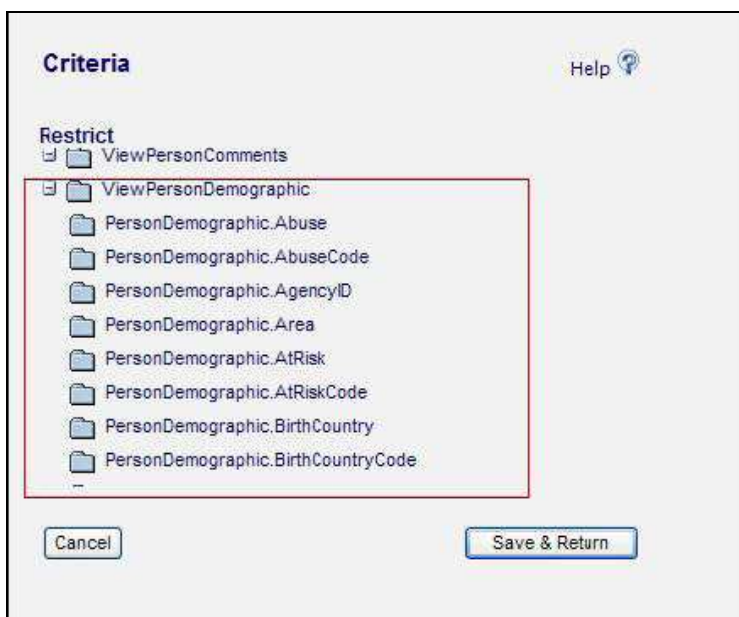 Criteria
Help
Restrict
ViewPersonComments
ViewPersonDemographic
PersonDemographic.Abuse
PersonDemographic.AbuseCode
PersonDemographic.AgencyID
PersonDemographic.Area
PersonDemographic.AtRisk
PersonDemographic.AtRiskCode
PersonDemographic.BirthCountry
PersonDemographic.BirthCountryCode
Cancel
Save & Return